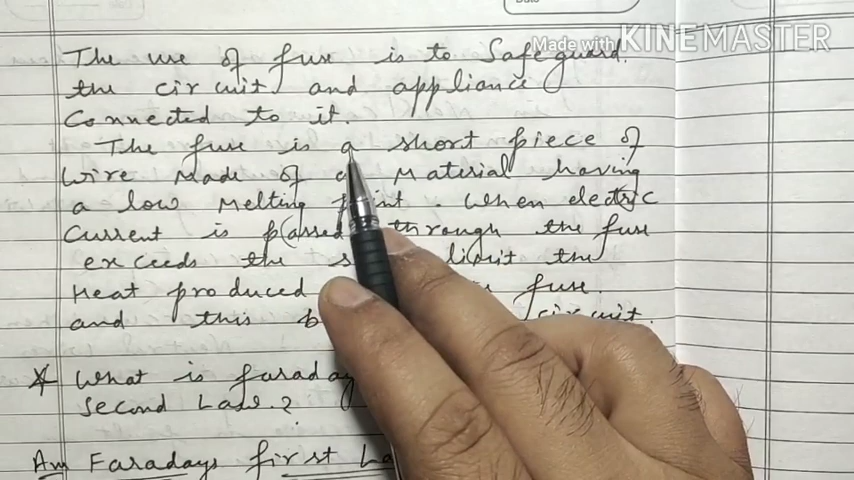 Made with KINEMASTER
The use of fuse is to Safeguard.
the circuit and appliance
Connected to it.
The fuse is a short piece of
wire made of a Material having
a low Melting point. When electric
Current is passed through the fuse
exceeds the limit the
Heat produced fuse.
and this circuit.
* What is faraday
Second Law.?
Ans Faradays first